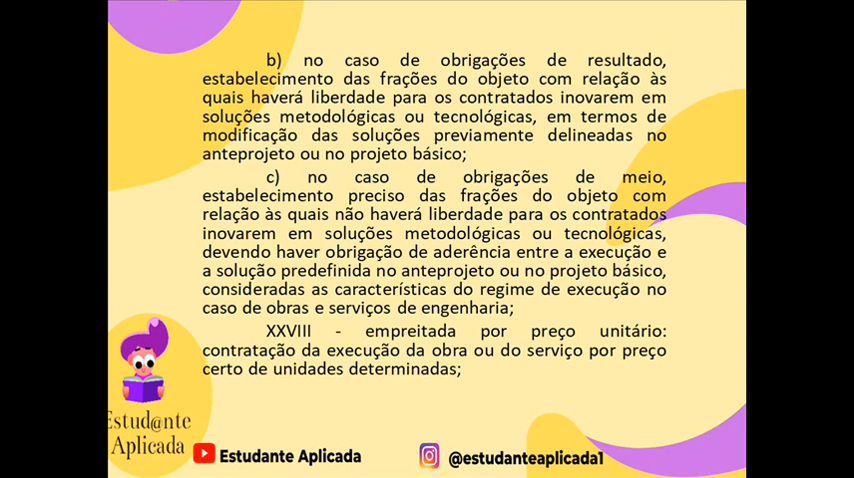 b) no caso de obrigações de resultado,
estabelecimento das frações do objeto com relação às
quais haverá liberdade para os contratados inovarem em
soluções metodológicas ou tecnológicas, em termos de
modificação das soluções previamente delineadas no
anteprojeto ou no projeto básico;
c) no caso de obrigações de meio,
estabelecimento preciso das frações do objeto com
relação às quais não haverá liberdade para os contratados
inovarem em soluções metodológicas ou tecnológicas,
devendo haver obrigação de aderência entre a execução e
a solução predefinida no anteprojeto ou no projeto básico,
consideradas as características do regime de execução no
caso de obras e serviços de engenharia;
XXVIII - empreitada por preço unitário:
contratação da execução da obra ou do serviço por preço
certo de unidades determinadas;
Estud@nte
Aplicada
Estudante Aplicada
@estudanteaplicada1